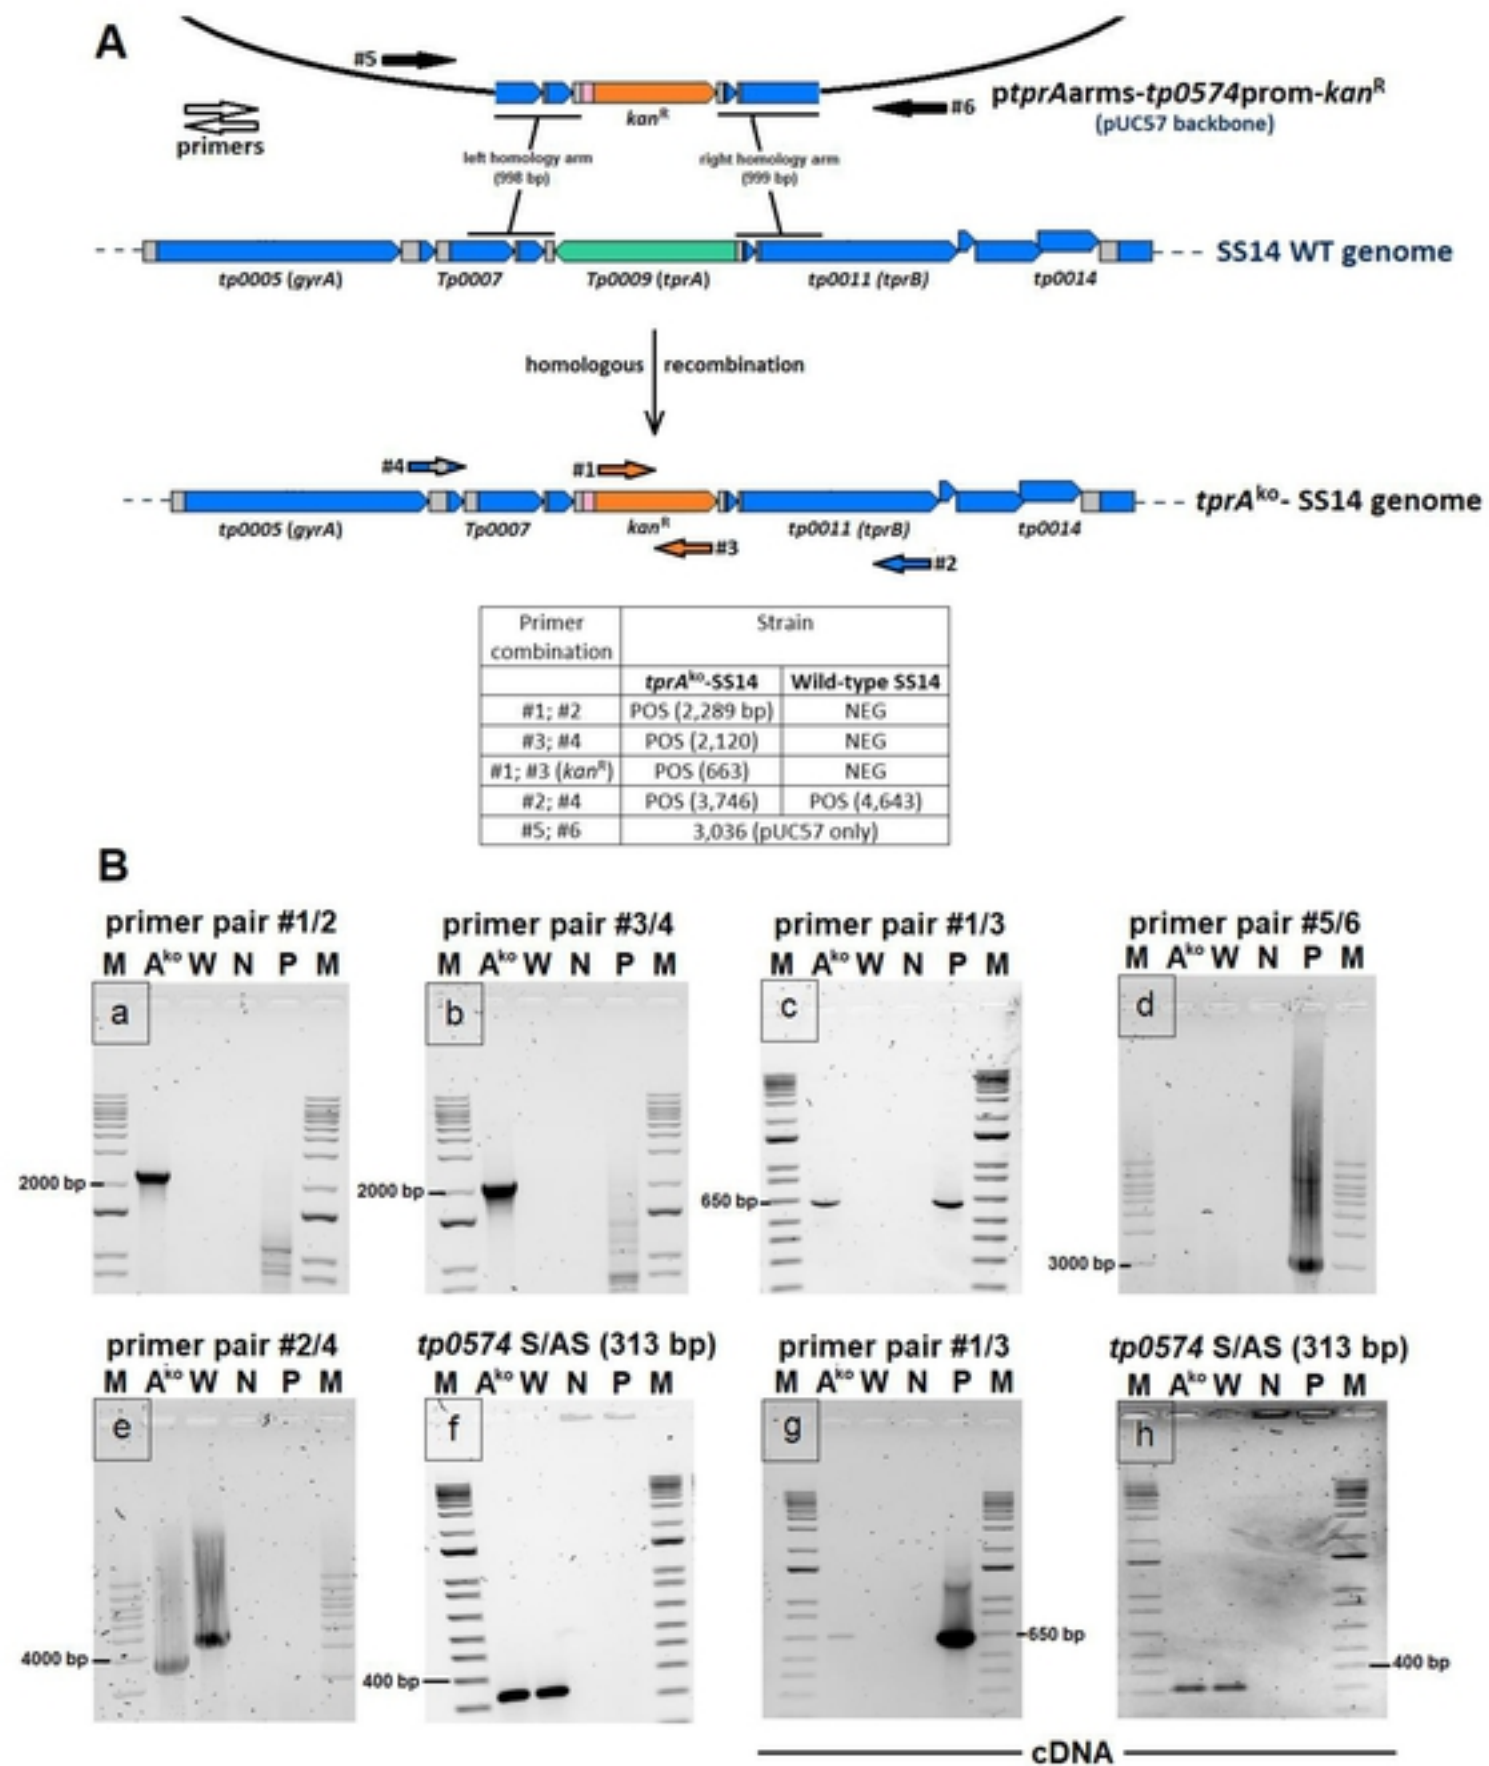 A
#5
#6
ptprAarms-tp0574prom-kanR
(pUC57 backbone)
primers
kanR
left homology arm
(998 bp)
right homology arm
(999 bp)
SS14 WT genome
tp0005 (gyrA)
Tp0007
Tp0009 (tprA)
tp0011 (tprB)
tp0014
homologous
recombination
#4
#1
tprAko- SS14 genome
tp0005 (gyrA)
Tp0007
kanR
tp0011 (tprB)
tp0014
#3
#2
Primer combination Strain
tprAko-SS14 Wild-type SS14
#1; #2 POS (2,289 bp) NEG
#3; #4 POS (2,120) NEG
#1; #3 (kanR) POS (663) NEG
#2; #4 POS (3,746) POS (4,643)
#5; #6 3,036 (pUC57 only)
B
primer pair #1/2
M Ako W N P M
a
2000 bp
primer pair #3/4
M Ako W N P M
b
2000 bp
primer pair #1/3
M Ako W N P M
c
650 bp
primer pair #5/6
M Ako W N P M
d
3000 bp
primer pair #2/4
M Ako W N P M
e
4000 bp
tp0574 S/AS (313 bp)
M Ako W N P M
f
400 bp
primer pair #1/3
M Ako W N P M
g
650 bp
tp0574 S/AS (313 bp)
M Ako W N P M
h
400 bp
cDNA